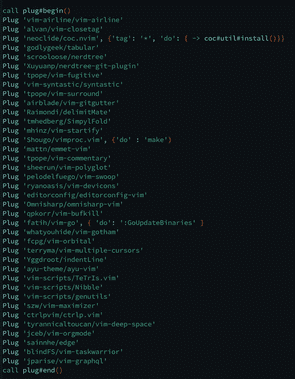 call plug#begin()
Plug 'vim-airline/vim-airline'
Plug 'alvan/vim-closetag'
Plug 'neoclide/coc.nvim', {'tag': '*', 'do': { -> coc#util#install()}}
Plug 'godlygeek/tabular'
Plug 'scrooloose/nerdtree'
Plug 'Xuyuanp/nerdtree-git-plugin'
Plug 'tpope/vim-fugitive'
Plug 'vim-syntastic/syntastic'
Plug 'tpope/vim-surround'
Plug 'airblade/vim-gitgutter'
Plug 'Raimondi/delimitMate'
Plug 'tmhedberg/SimpylFold'
Plug 'mhinz/vim-startify'
Plug 'Shougo/vimproc.vim', {'do' : 'make'}
Plug 'mattn/emmet-vim'
Plug 'tpope/vim-commentary'
Plug 'sheerun/vim-polyglot'
Plug 'pelodelfuego/vim-swoop'
Plug 'ryanoasis/vim-devicons'
Plug 'editorconfig/editorconfig-vim'
Plug 'Omnisharp/omnisharp-vim'
Plug 'qpkorr/vim-bufkill'
Plug 'fatih/vim-go', { 'do': ':GoUpdateBinaries' }
Plug 'whatyouhide/vim-gotham'
Plug 'fcpg/vim-orbital'
Plug 'terryma/vim-multiple-cursors'
Plug 'Yggdroot/indentLine'
Plug 'ayu-theme/ayu-vim'
Plug 'vim-scripts/TeTrIs.vim'
Plug 'vim-scripts/Nibble'
Plug 'vim-scripts/genutils'
Plug 'szw/vim-maximizer'
Plug 'ctrlpvim/ctrlp.vim'
Plug 'tyrannicaltoucan/vim-deep-space'
Plug 'jceb/vim-orgmode'
Plug 'sainnhe/edge'
Plug 'blindFS/vim-taskwarrior'
Plug 'jparise/vim-graphql'
call plug#end()